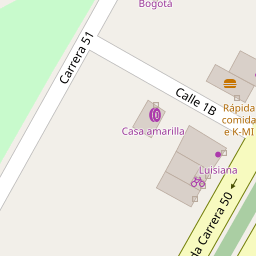 Bogotá
Carrera 51
Calle 1B
Rápida
comida
e K-MI
Casa amarilla
Luisiana
da Carrera 50